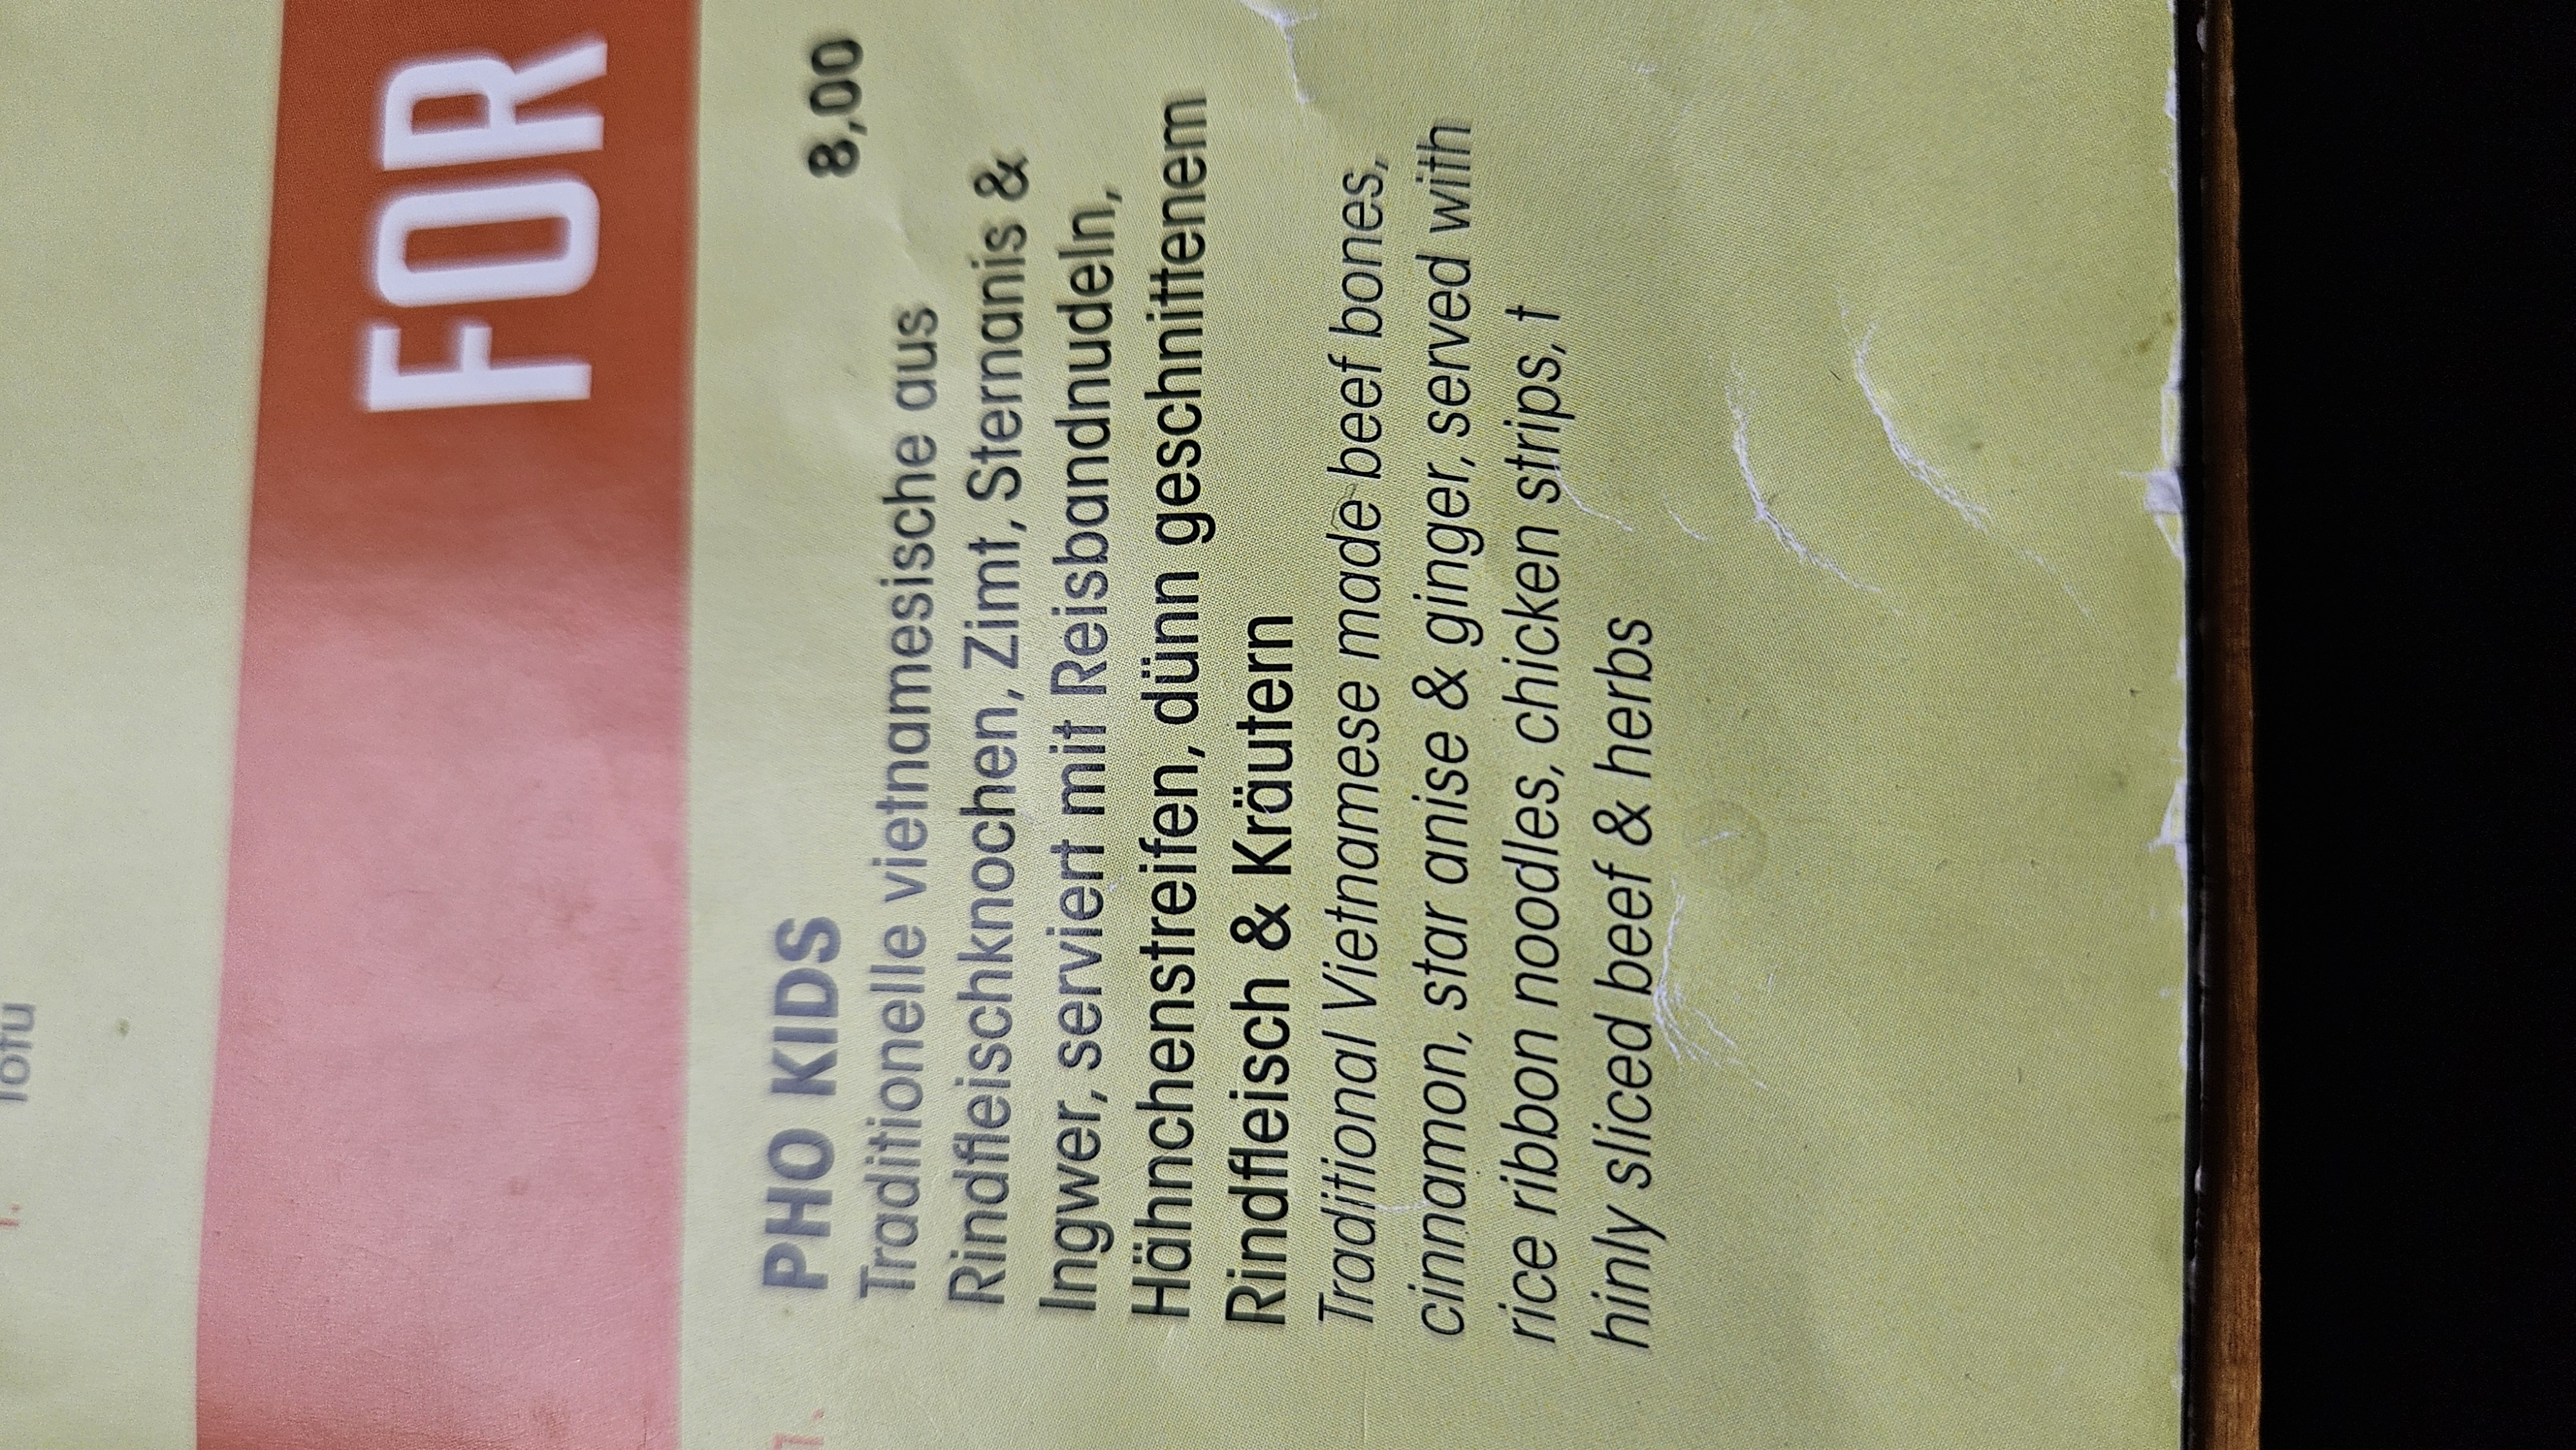 Tofu
FOR
1. PHO KIDS 8,00
Traditionelle vietnamesische aus
Rindfleischknochen, Zimt, Sternanis &
Ingwer, serviert mit Reisbandnudeln,
Hähnchenstreifen, dünn geschnittenem
Rindfleisch & Kräutern
Traditional Vietnamese made beef bones,
cinnamon, star anise & ginger, served with
rice ribbon noodles, chicken strips, t
hinly sliced beef & herbs